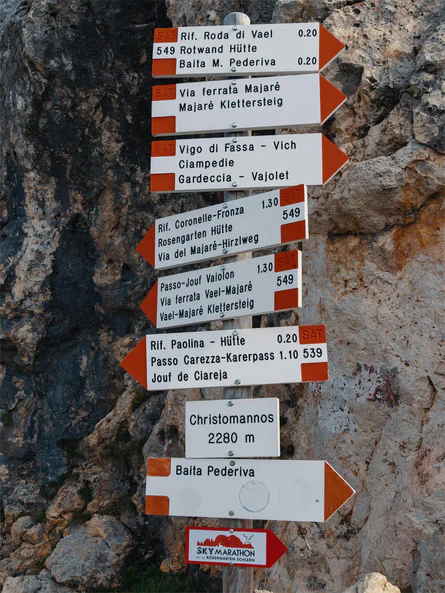 SAT Rif. Roda di Vael 0.20
549 Rotwand Hütte
Baita M. Pederiva 0.20
SAT Via ferrata Majaré
Majaré Klettersteig
SAT Vigo di Fassa - Vich
Ciampedie
Gardeccia - Vajolet
Rif. Coronelle-Fronza 1.30 SAT
Rosengarten Hütte 549
Via del Majaré-Hirzlweg
Passo-Jouf Vaiolon 1.30 SAT
Via ferrata Vael-Majaré 549
Vael-Majaré Klettersteig
Rif. Paolina - Hütte 0.20 SAT
Passo Carezza-Karerpass 1.10 539
Jouf de Ciareja
Christomannos
2280 m
Baita Pederiva
SKYMARATHON
ROSENGARTEN SCHLERN